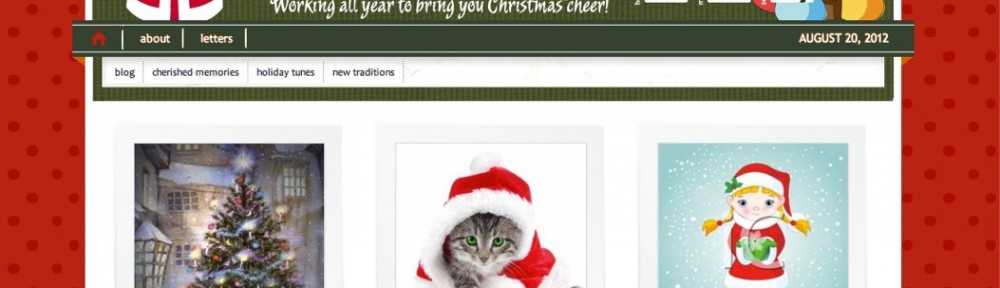 Working all year to bring you Christmas cheer!
about letters AUGUST 20, 2012
blog cherished memories holiday tunes new traditions